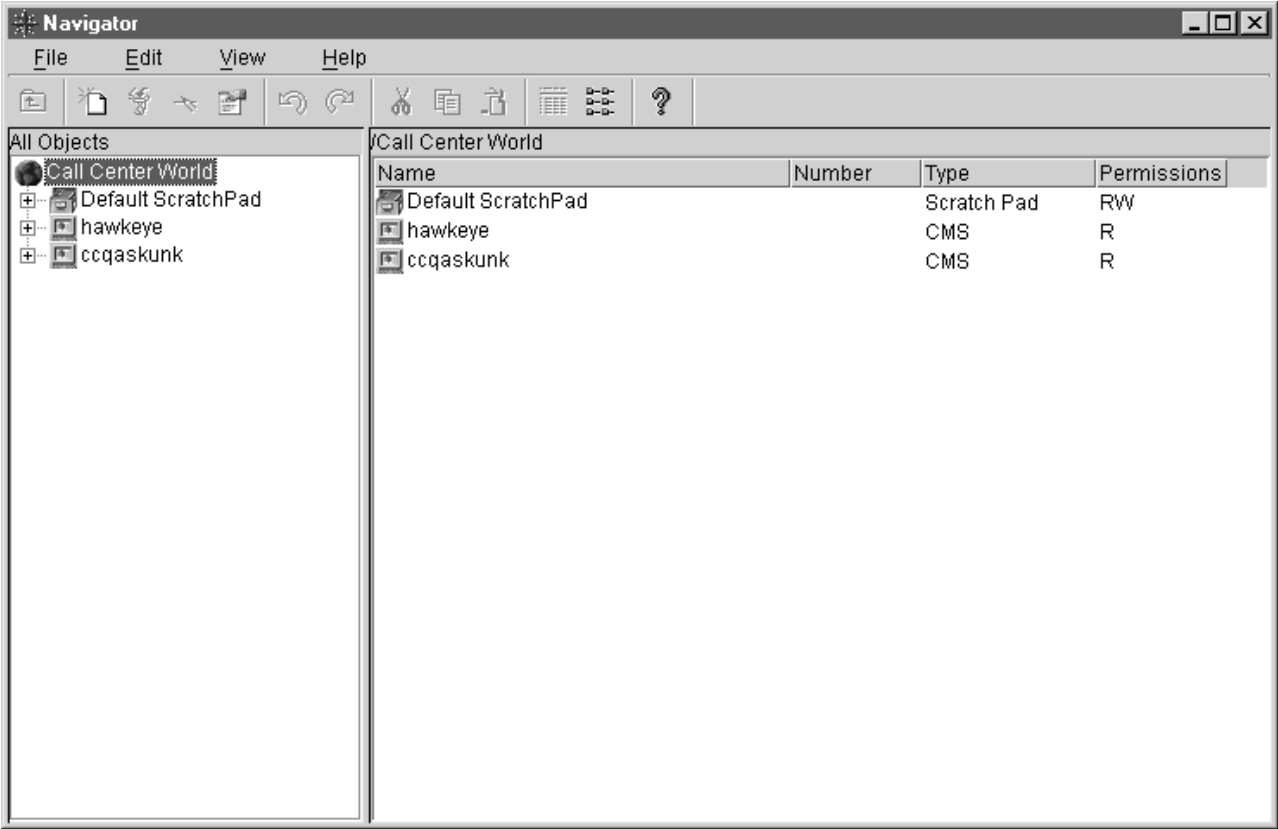 Navigator
File Edit View Help
All Objects
/Call Center World
Call Center World
Default ScratchPad
hawkeye
ccqaskunk
Name Number Type Permissions
Default ScratchPad Scratch Pad RW
hawkeye CMS R
ccqaskunk CMS R